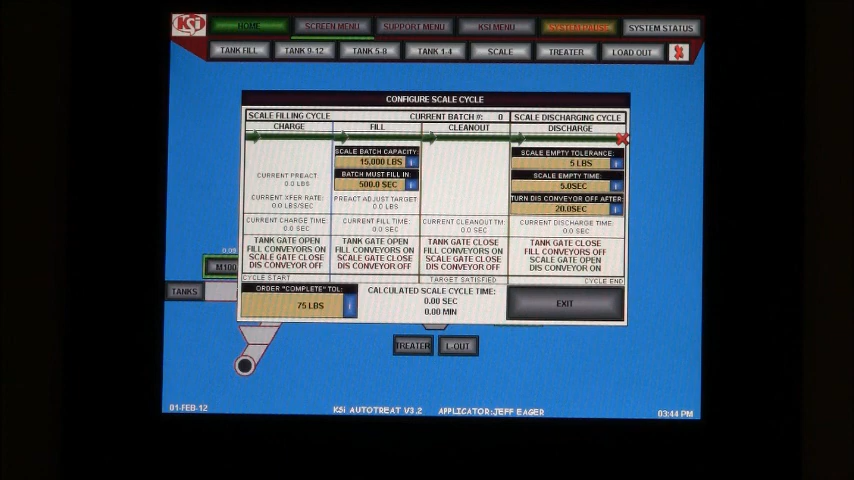 KSi
HOME
SCREEN MENU
SUPPORT MENU
KSI MENU
SYSTEM PAUSE
SYSTEM STATUS
TANK FILL
TANK 9-12
TANK 5-8
TANK 1-4
SCALE
TREATER
LOAD OUT
CONFIGURE SCALE CYCLE
SCALE FILLING CYCLE
CURRENT BATCH #: 0
SCALE DISCHARGING CYCLE
CHARGE
FILL
CLEANOUT
DISCHARGE
CURRENT PREACT
0.0 LBS
CURRENT XFER RATE:
0.0 LBS/SEC
CURRENT CHARGE TIME:
0.0 SEC
TANK GATE OPEN
FILL CONVEYORS ON
SCALE GATE CLOSE
DIS CONVEYOR OFF
CYCLE START
SCALE BATCH CAPACITY:
15,000 LBS
BATCH MUST FILL IN:
500.0 SEC
PREACT ADJUST TARGET
0.0 LBS
CURRENT FILL TIME:
0.0 SEC
TANK GATE OPEN
FILL CONVEYORS ON
SCALE GATE CLOSE
DIS CONVEYOR OFF
CURRENT CLEANOUT TM
0.0 SEC
TANK GATE CLOSE
FILL CONVEYORS ON
SCALE GATE CLOSE
DIS CONVEYOR OFF
TARGET SATISFIED
SCALE EMPTY TOLERANCE:
5 LBS
SCALE EMPTY TIME:
5.0SEC
TURN DIS CONVEYOR OFF AFTER:
20.0SEC
CURRENT DISCHARGE TIME:
0.0 SEC
TANK GATE CLOSE
FILL CONVEYORS OFF
SCALE GATE OPEN
DIS CONVEYOR ON
CYCLE END
ORDER "COMPLETE" TOL:
75 LBS
CALCULATED SCALE CYCLE TIME:
0.00 SEC
0.00 MIN
EXIT
0.09
M100
TANKS
TREATER
L-OUT
01-FEB-12
KSi AUTOTREAT V3.2
APPLICATOR:JEFF EAGER
03:44 PM